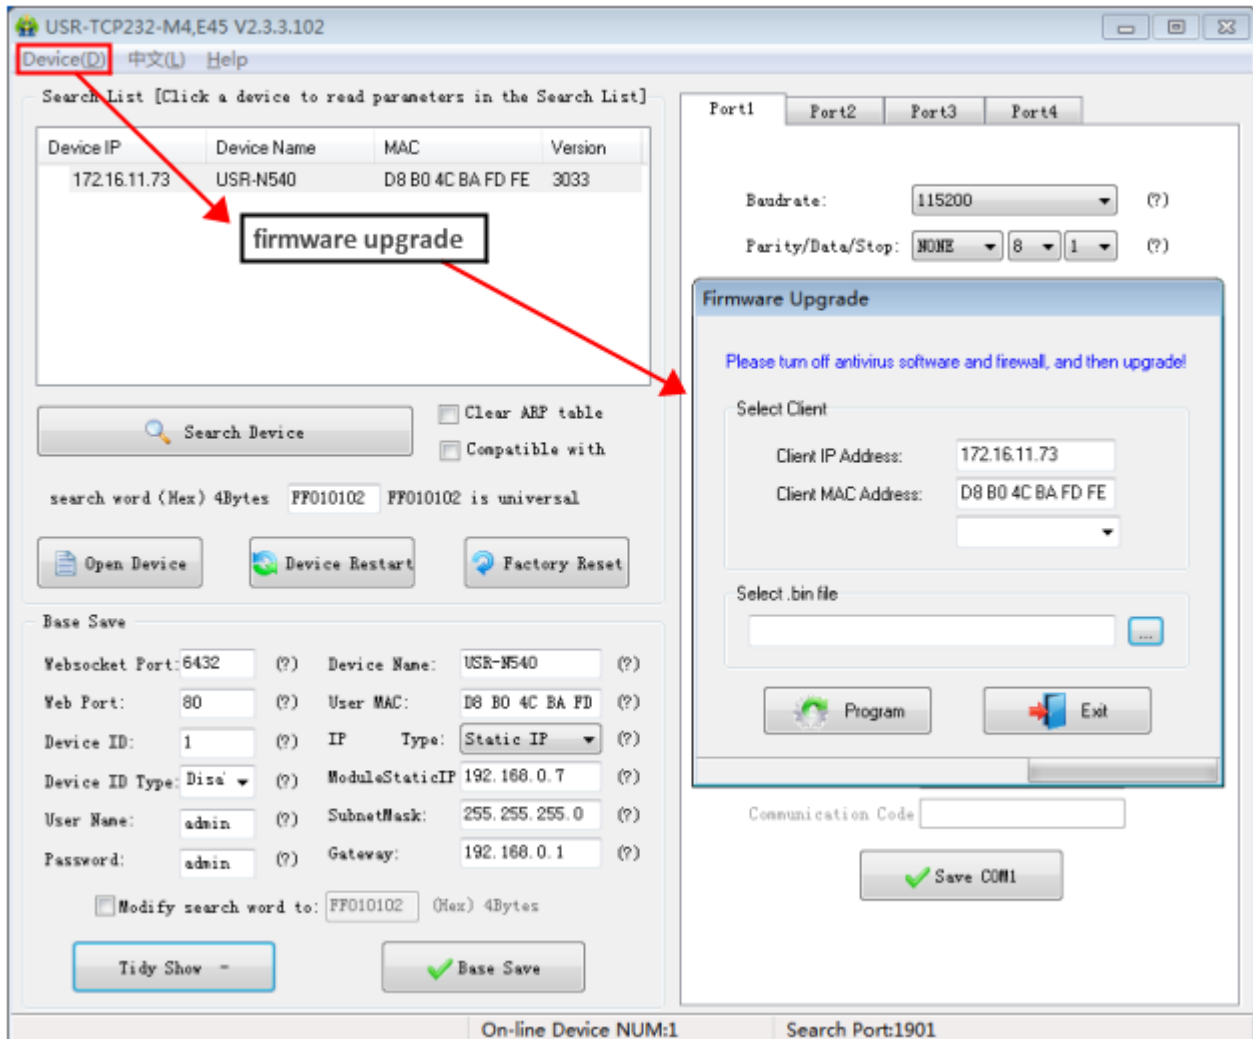 USR-TCP232-M4,E45 V2.3.3.102
Device(D) 中文(L) Help
Search List [Click a device to read parameters in the Search List]
Device IP Device Name MAC Version
172.16.11.73 USR-N540 D8 B0 4C BA FD FE 3033
firmware upgrade
Search Device
Clear ARP table
Compatible with
search word (Hex) 4Bytes FF010102 FF010102 is universal
Open Device Device Restart Factory Reset
Base Save
Websocket Port: 6432 (?) Device Name: USR-N540 (?)
Web Port: 80 (?) User MAC: D8 B0 4C BA FD (?)
Device ID: 1 (?) IP Type: Static IP (?)
Device ID Type: Disa (?) ModuleStaticIP 192.168.0.7 (?)
User Name: admin (?) SubnetMask: 255.255.255.0 (?)
Password: admin (?) Gateway: 192.168.0.1 (?)
Modify search word to: FF010102 (Hex) 4Bytes
Tidy Show - Base Save
Port1 Port2 Port3 Port4
Baudrate: 115200 (?)
Parity/Data/Stop: NONE 8 1 (?)
Firmware Upgrade
Please turn off antivirus software and firewall, and then upgrade!
Select Client
Client IP Address: 172.16.11.73
Client MAC Address: D8 B0 4C BA FD FE
Select .bin file
...
Program Exit
Communication Code
Save COM1
On-line Device NUM:1 Search Port:1901